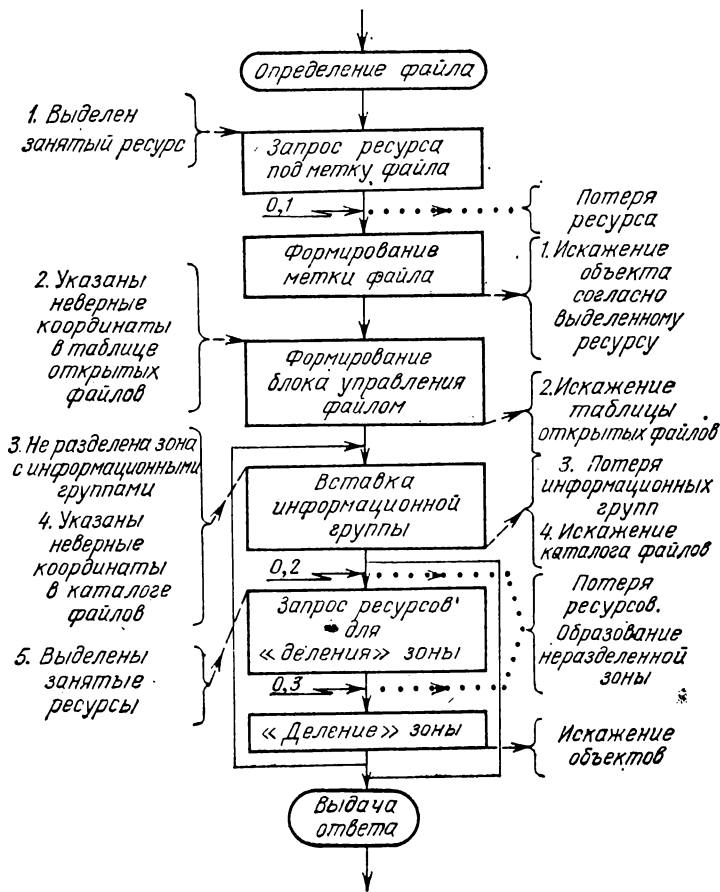 Определение файла
1. Выделен
занятый ресурс
Запрос ресурса
под метку файла
0,1
Потеря
ресурса
Формирование
метки файла
1. Искажение
объекта
согласно
выделенному
ресурсу
2. Указаны
неверные
координаты
в таблице
открытых
файлов
Формирование
блока управления
файлом
2. Искажение
таблицы
открытых файлов
3. Не разделена зона
с информационными
группами
4. Указаны
неверные
координаты
в каталоге
файлов
Вставка
информационной
группы
3. Потеря
информационных
групп
4. Искажение
каталога файлов
0,2
Запрос ресурсов
для
«деления» зоны
Потеря
ресурсов.
Образование
неразделенной
зоны
5. Выделены
занятые
ресурсы
0,3
«Деление» зоны
Искажение
объектов
Выдача
ответа